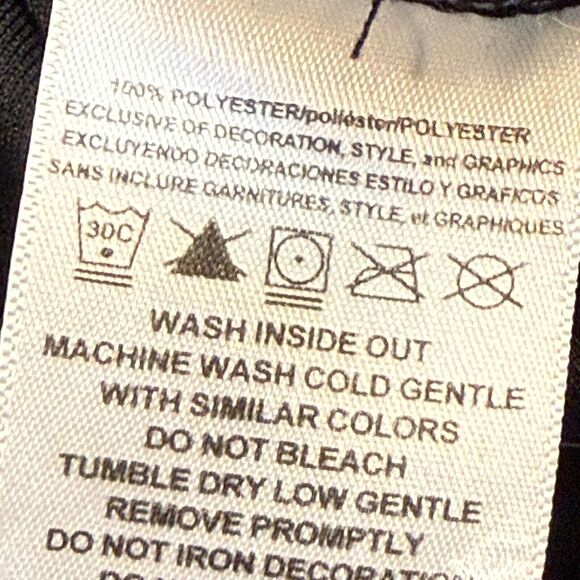 100% POLYESTER/poliéster/POLYESTER
EXCLUSIVE OF DECORATION, STYLE, and GRAPHICS
EXCLUYENDO DECORACIONES ESTILO Y GRAFICOS
SANS INCLURE GARNITURES, STYLE, et GRAPHIQUES
3DC
WASH INSIDE OUT
MACHINE WASH COLD GENTLE
WITH SIMILAR COLORS
DO NOT BLEACH
TUMBLE DRY LOW GENTLE
REMOVE PROMPTLY
DO NOT IRON DECORATION